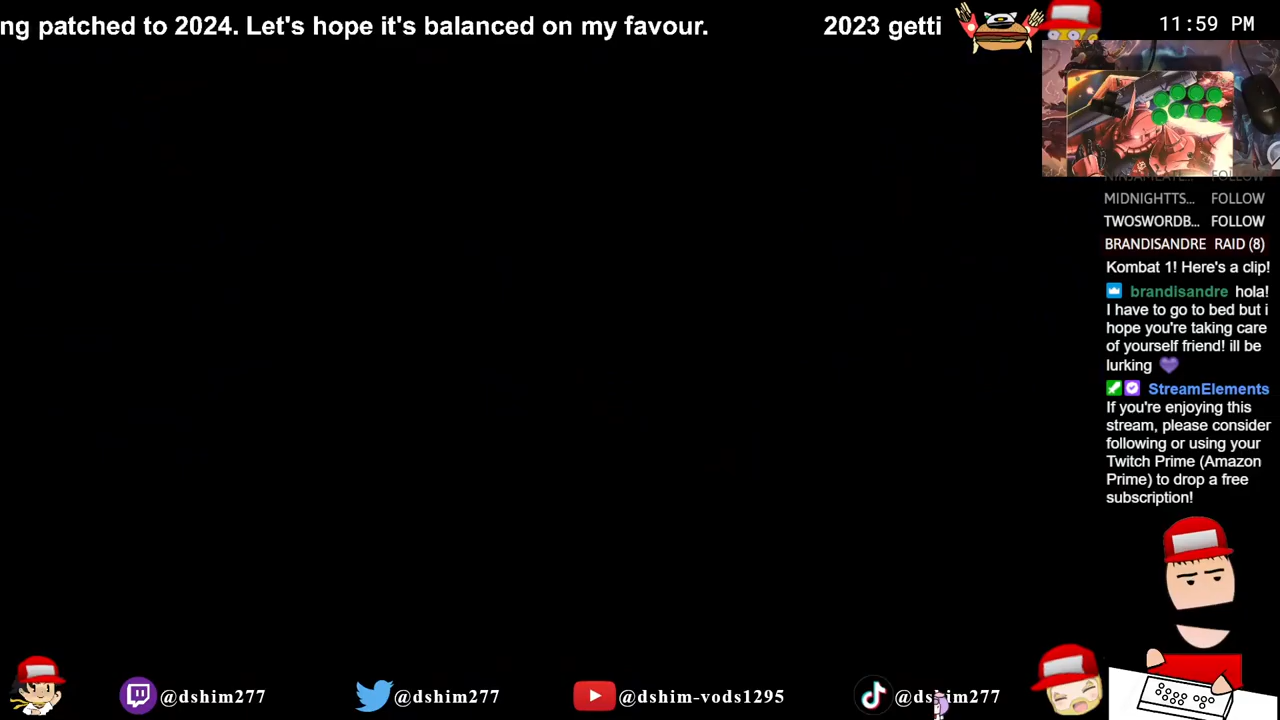 ng patched to 2024. Let's hope it's balanced on my favour. 2023 getti
11:59 PM
FOLLOW
MIDNIGHTTS... FOLLOW
TWOSWORDB... FOLLOW
BRANDISANDRE RAID (8)
Kombat 1! Here's a clip!
brandisandre hola!
I have to go to bed but i
hope you're taking care
of yourself friend! ill be
lurking
StreamElements
If you're enjoying this
stream, please consider
following or using your
Twitch Prime (Amazon
Prime) to drop a free
subscription!
@dshim277 @dshim277 @dshim-vods1295 @dshim277